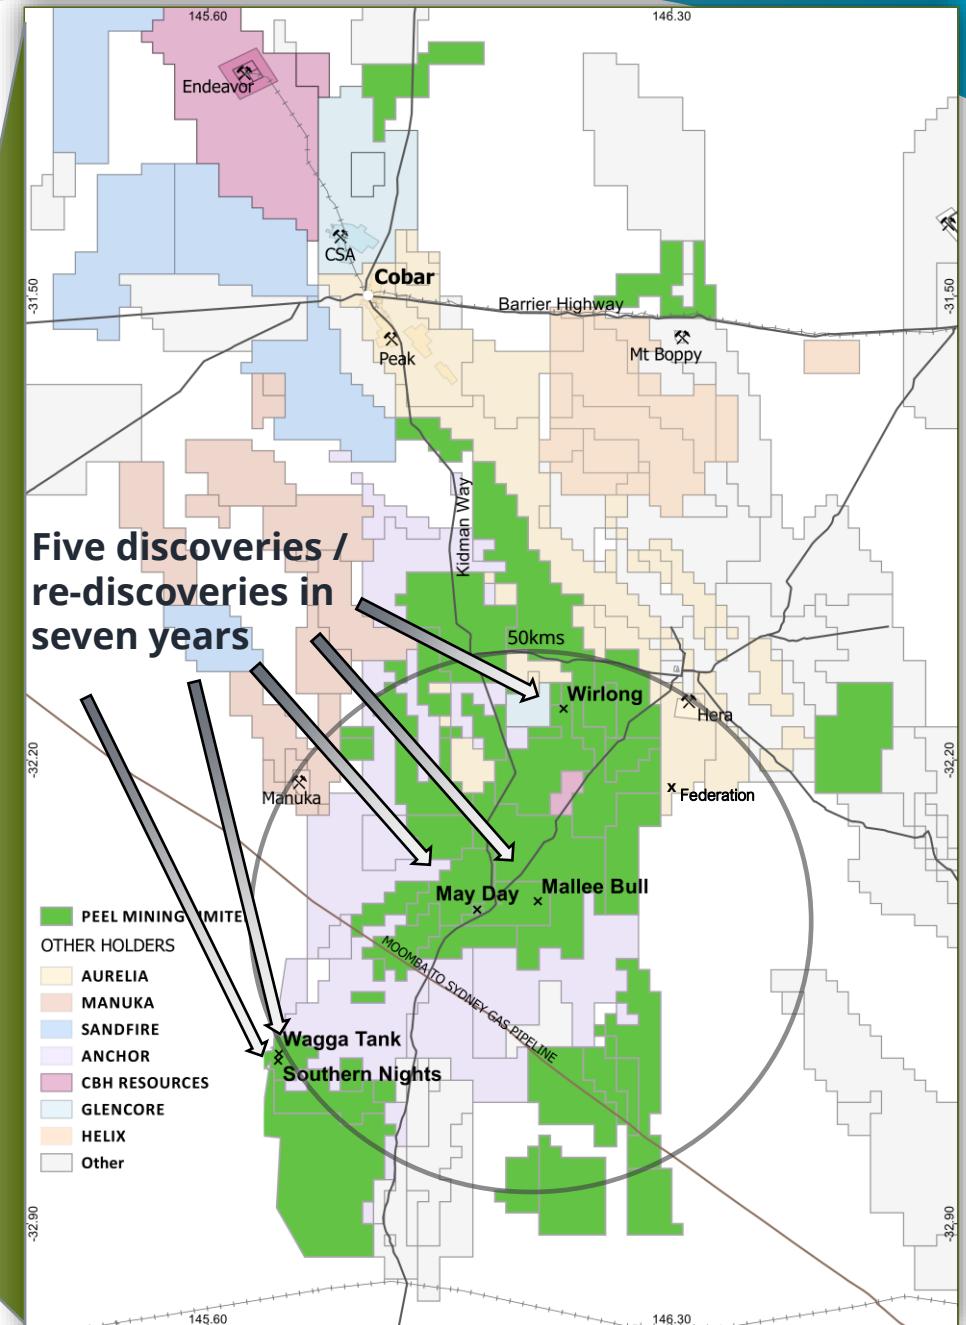 145.60
146.30
Endeavor
CSA
Cobar
-31.50
-31.50
Barrier Highway
Peak
Mt Boppy
Kidman Way
Five discoveries /
re-discoveries in
seven years
50kms
Wirlong
Hera
-32.20
-32.20
Manuka
Federation
May Day
Mallee Bull
PEEL MINING LIMITE
OTHER HOLDERS
AURELIA
MANUKA
SANDFIRE
ANCHOR
CBH RESOURCES
GLENCORE
HELIX
Other
MOOMBA TO SYDNEY GAS PIPELINE
Wagga Tank
Southern Nights
-32.90
-32.90
145.60
146.30